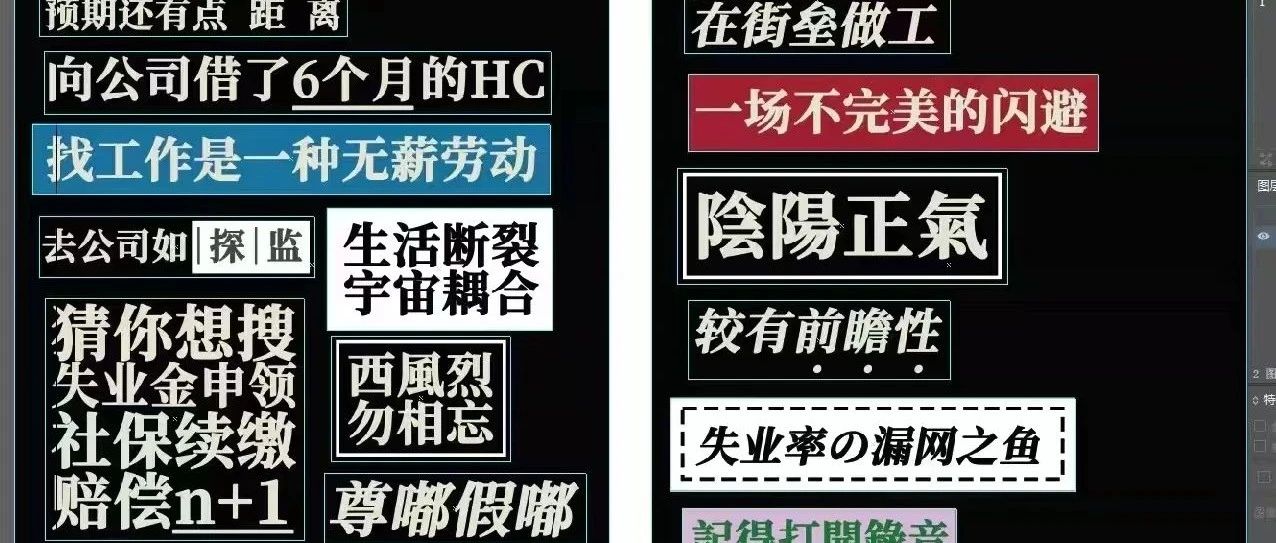 预期还有点 距 离
向公司借了6个月的HC
找工作是一种无薪劳动
去公司如|探|监
生活断裂
宇宙耦合
猜你想搜
失业金申领
社保续缴
赔偿n+1
西風烈
勿相忘
尊嘟假嘟
在街垒做工
一场不完美的闪避
陰陽正氣
较有前瞻性
失业率の漏网之鱼
記得打開錄音
1
图层
2 图
特